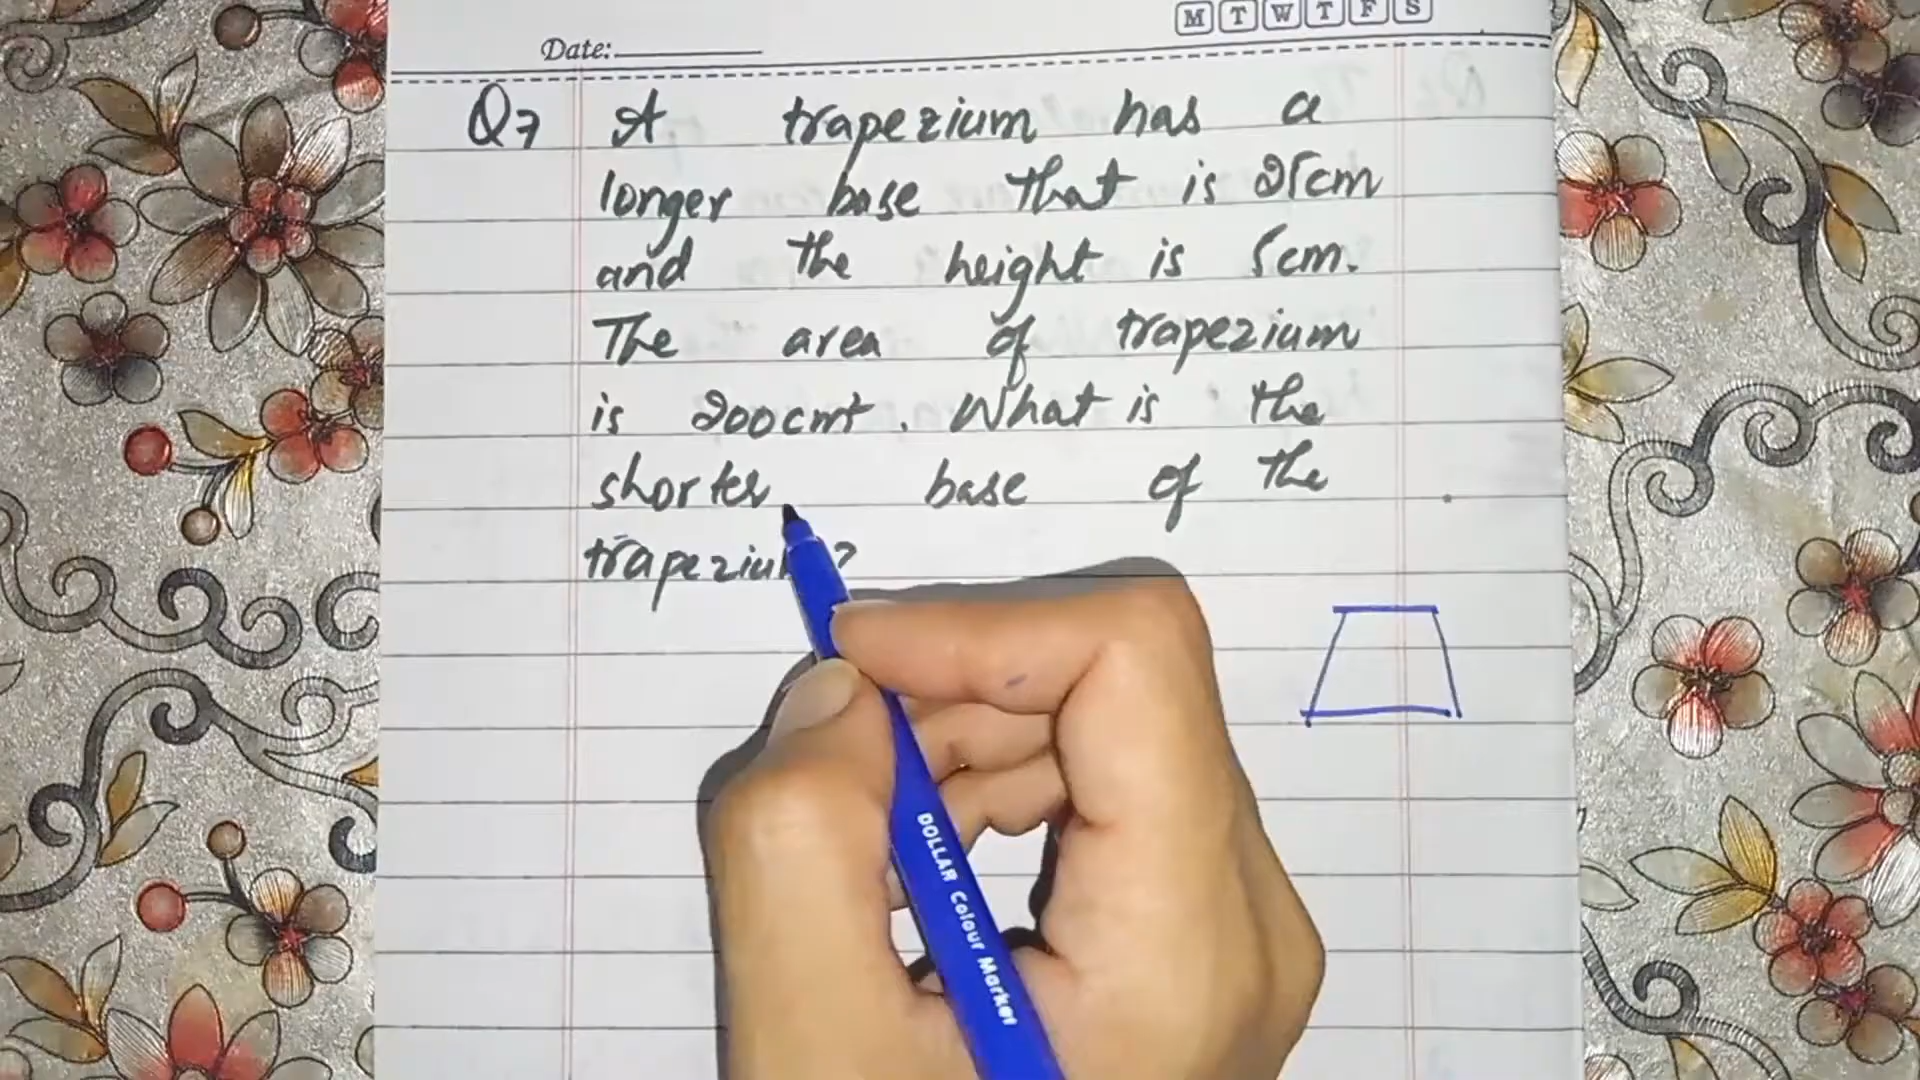 M T W T F S
Date:
Q7 A trapezium has a
longer base that is 25cm
and the height is 5cm.
The area of trapezium
is 200cm². What is the
shorter base of the
trapezium?
DOLLAR Colour Marker